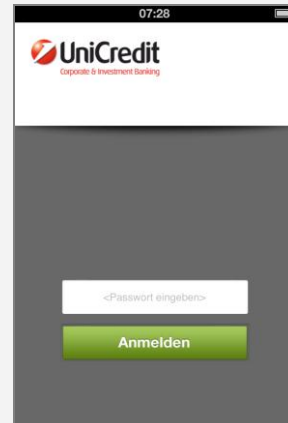 07:28
UniCredit
Corporate & Investment Banking
<Passwort eingeben>
Anmelden